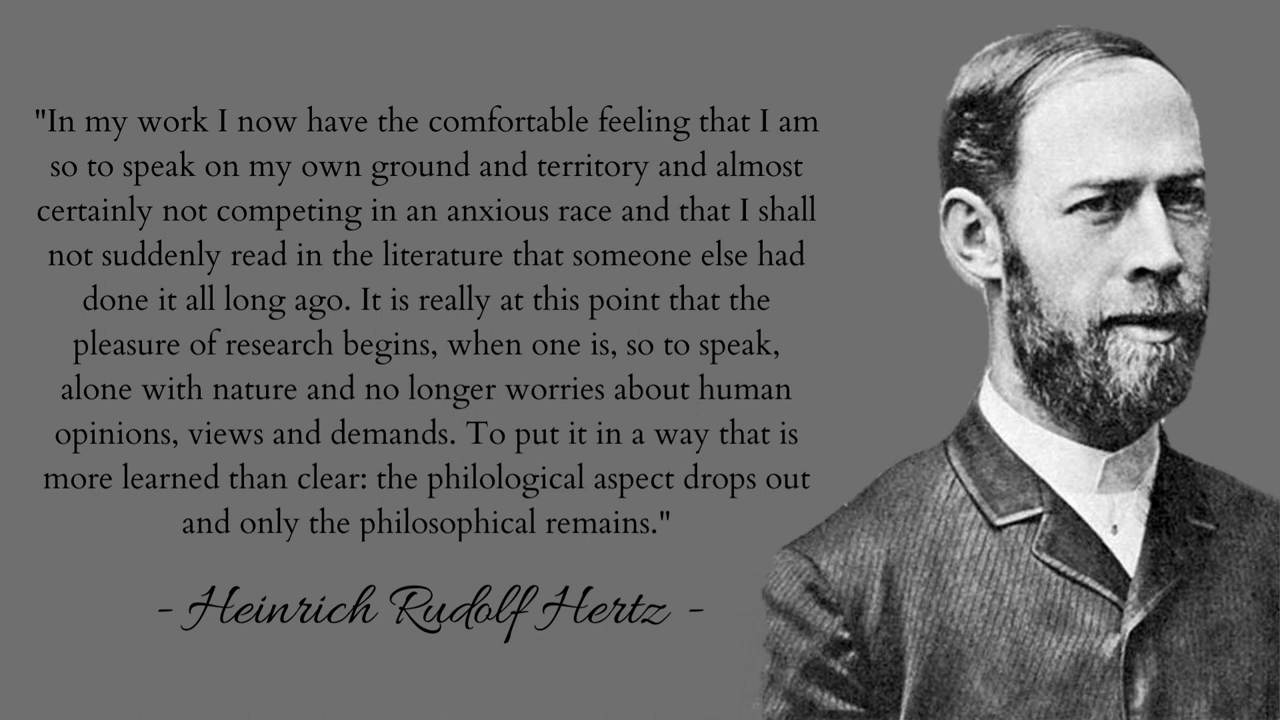 "In my work I now have the comfortable feeling that I am
so to speak on my own ground and territory and almost
certainly not competing in an anxious race and that I shall
not suddenly read in the literature that someone else had
done it all long ago. It is really at this point that the
pleasure of research begins, when one is, so to speak,
alone with nature and no longer worries about human
opinions, views and demands. To put it in a way that is
more learned than clear: the philological aspect drops out
and only the philosophical remains."
- Heinrich Rudolf Hertz -